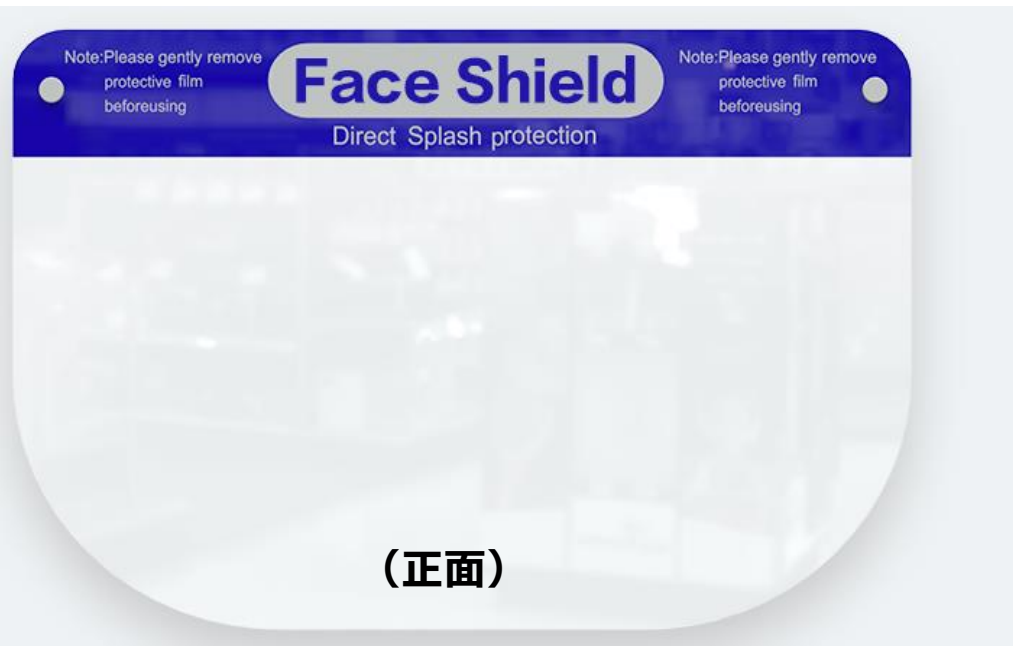 Note:Please gently remove
protective film
beforeusing
Face Shield
Direct Splash protection
Note:Please gently remove
protective film
beforeusing
(正面)